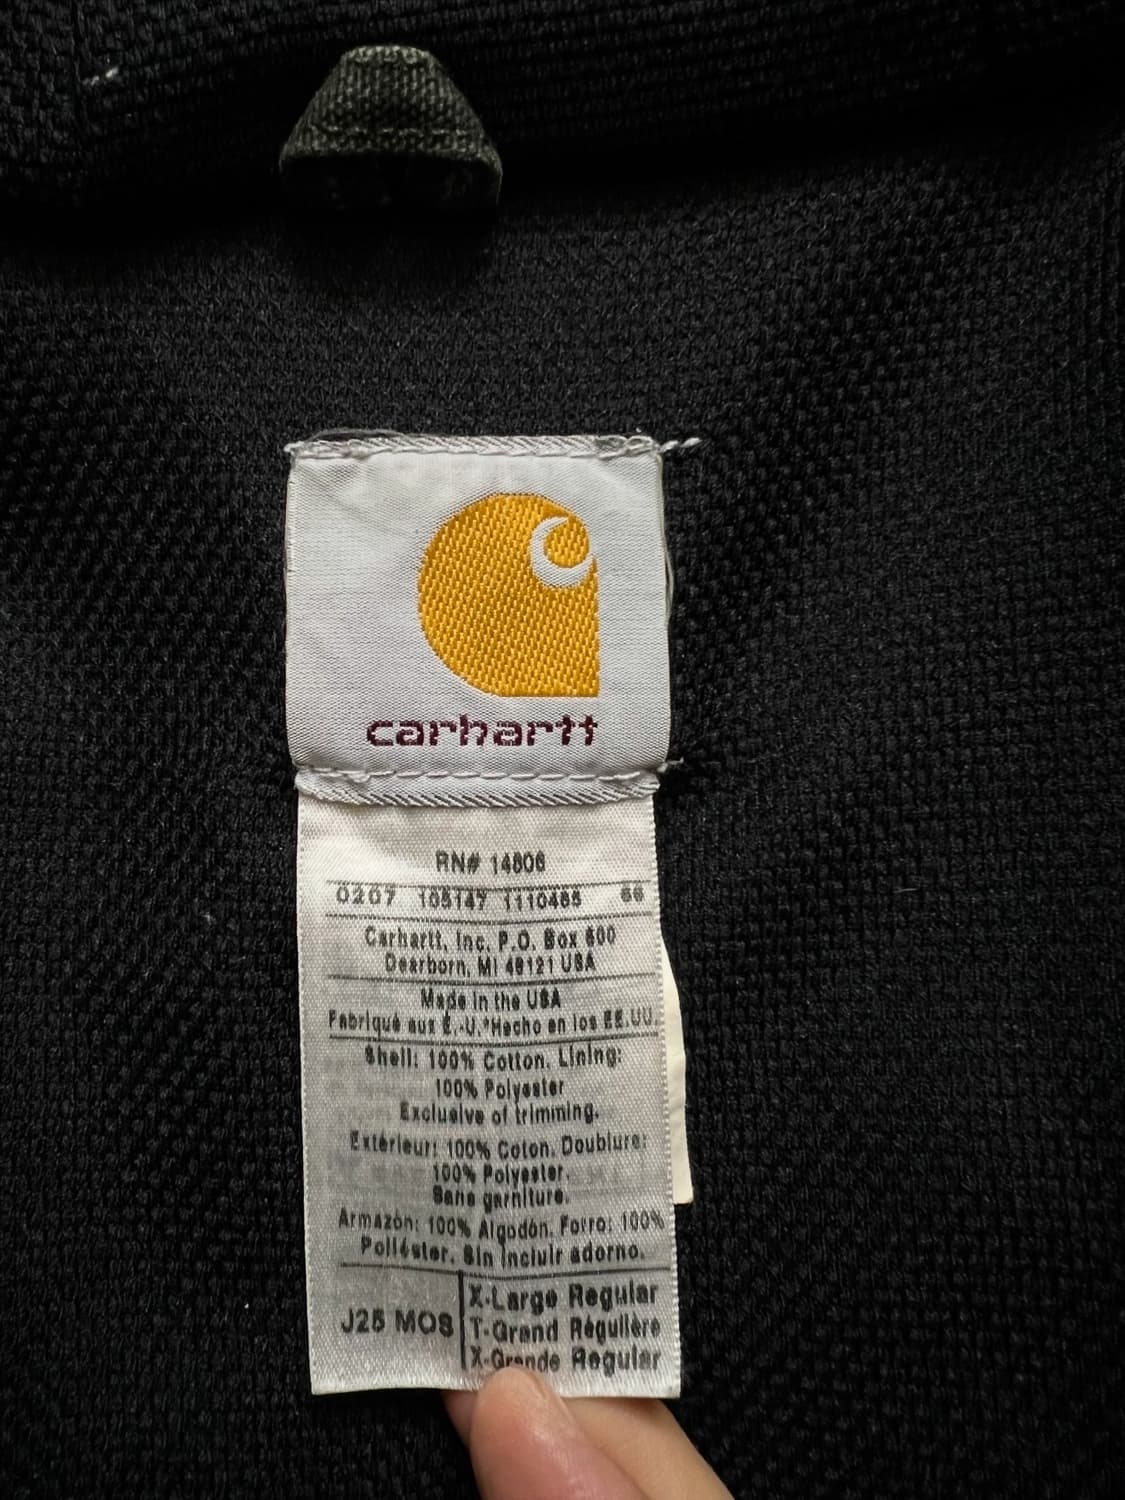 carhartt
RN# 14806
0207 105147 1110465 66
Carhartt, Inc. P.O. Box 600
Dearborn, MI 48121 USA
Made in the USA
Fabriqué aux É.-U.*Hecho en los EE.UU.
Shell: 100% Cotton. Lining:
100% Polyester
Exclusive of trimming.
Extérieur: 100% Coton. Doublure:
100% Polyester.
Sans garniture.
Armazón: 100% Algodón. Forro: 100%
Poliéster. Sin incluir adorno.
J25 MOS
X-Large Regular
T-Grand Régulière
X-Grande Regular